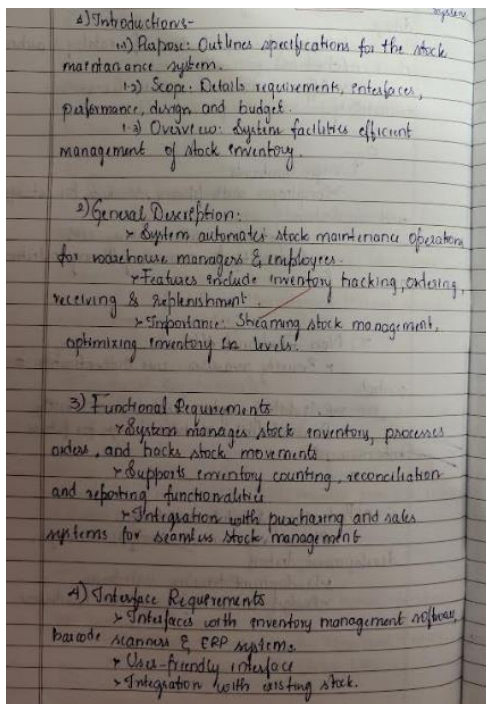 System
1) Introduction:-
1.1) Purpose: Outlines specifications for the stock
maintanance system.
1.2) Scope: Details requirements, interfaces,
performance, design and budget.
1.3) Overview: System facilities efficient
management of stock inventory.
2) General Description:
> System automates stock maintenance operation
for warehouse managers & employees.
> Features include inventory tracking, ordering,
receiving & replenishment.
> Importance: Streaming stock management,
optimixing inventory levels.
3) Functional Requirements
> System manages stock inventory, processes
orders, and tracks stock movements
> Supports inventory counting, reconciliation
and reporting functionalities
> Integration with purchasing and sales
systems for seamless stock management
4) Interface Requirements
> Interfaces with inventory management software,
barcode scanners & ERP systems.
> User-friendly interface
> Integration with existing stock.